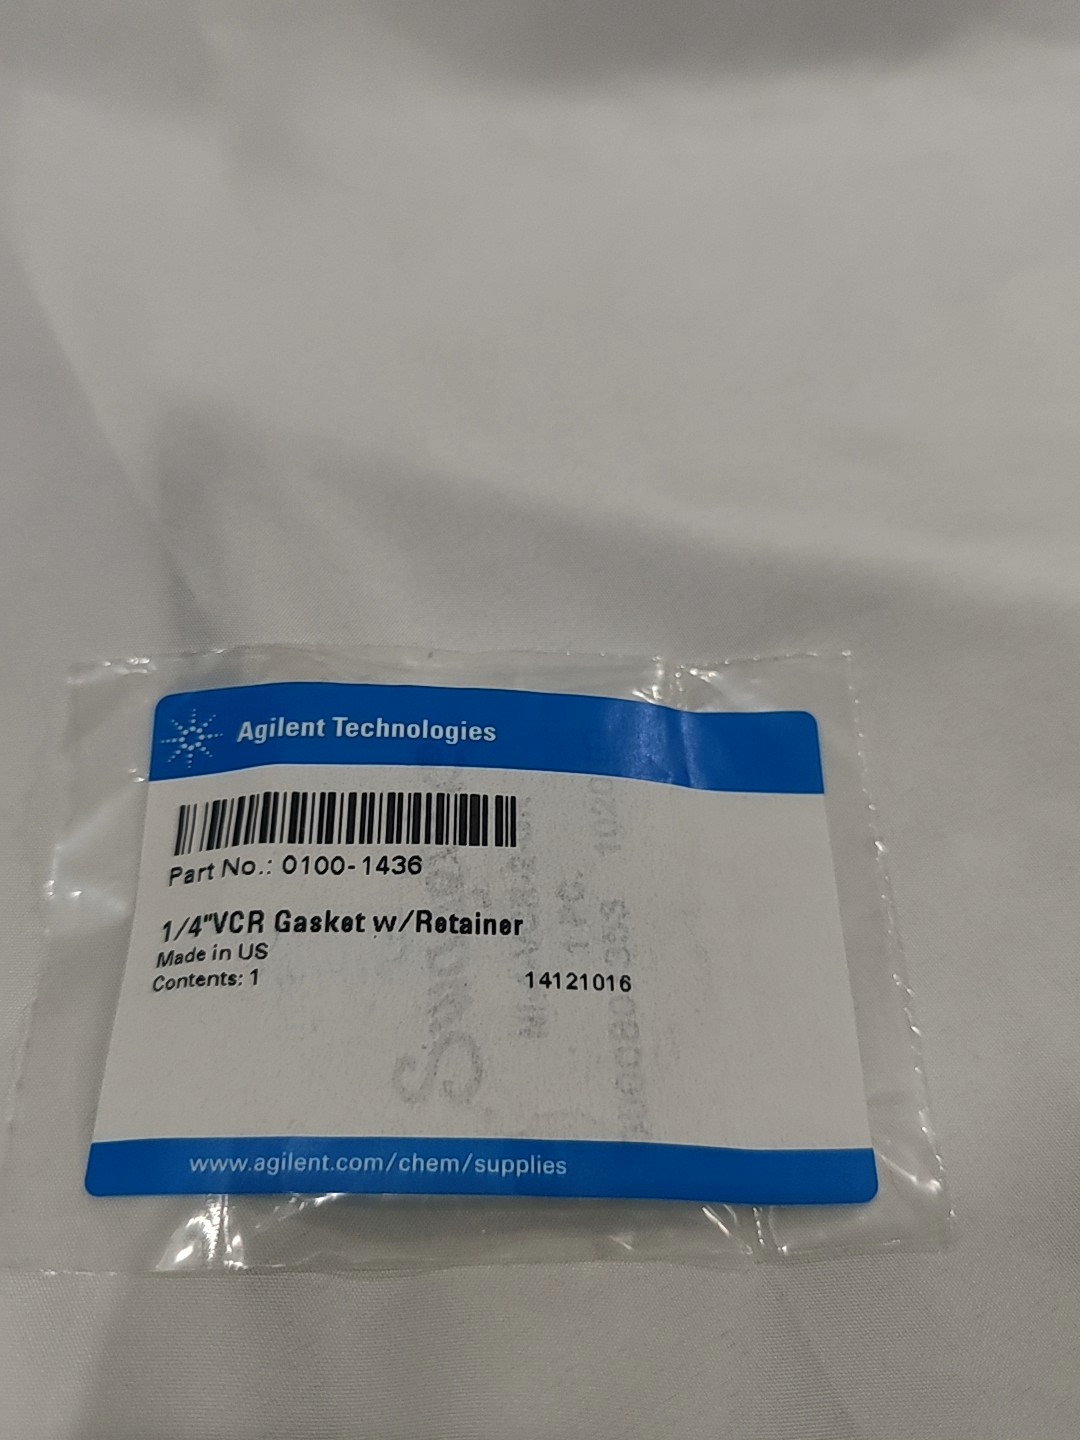 Agilent Technologies
Part No.: 0100-1436
1/4"VCR Gasket w/Retainer
Made in US
Contents: 1
14121016
www.agilent.com/chem/supplies